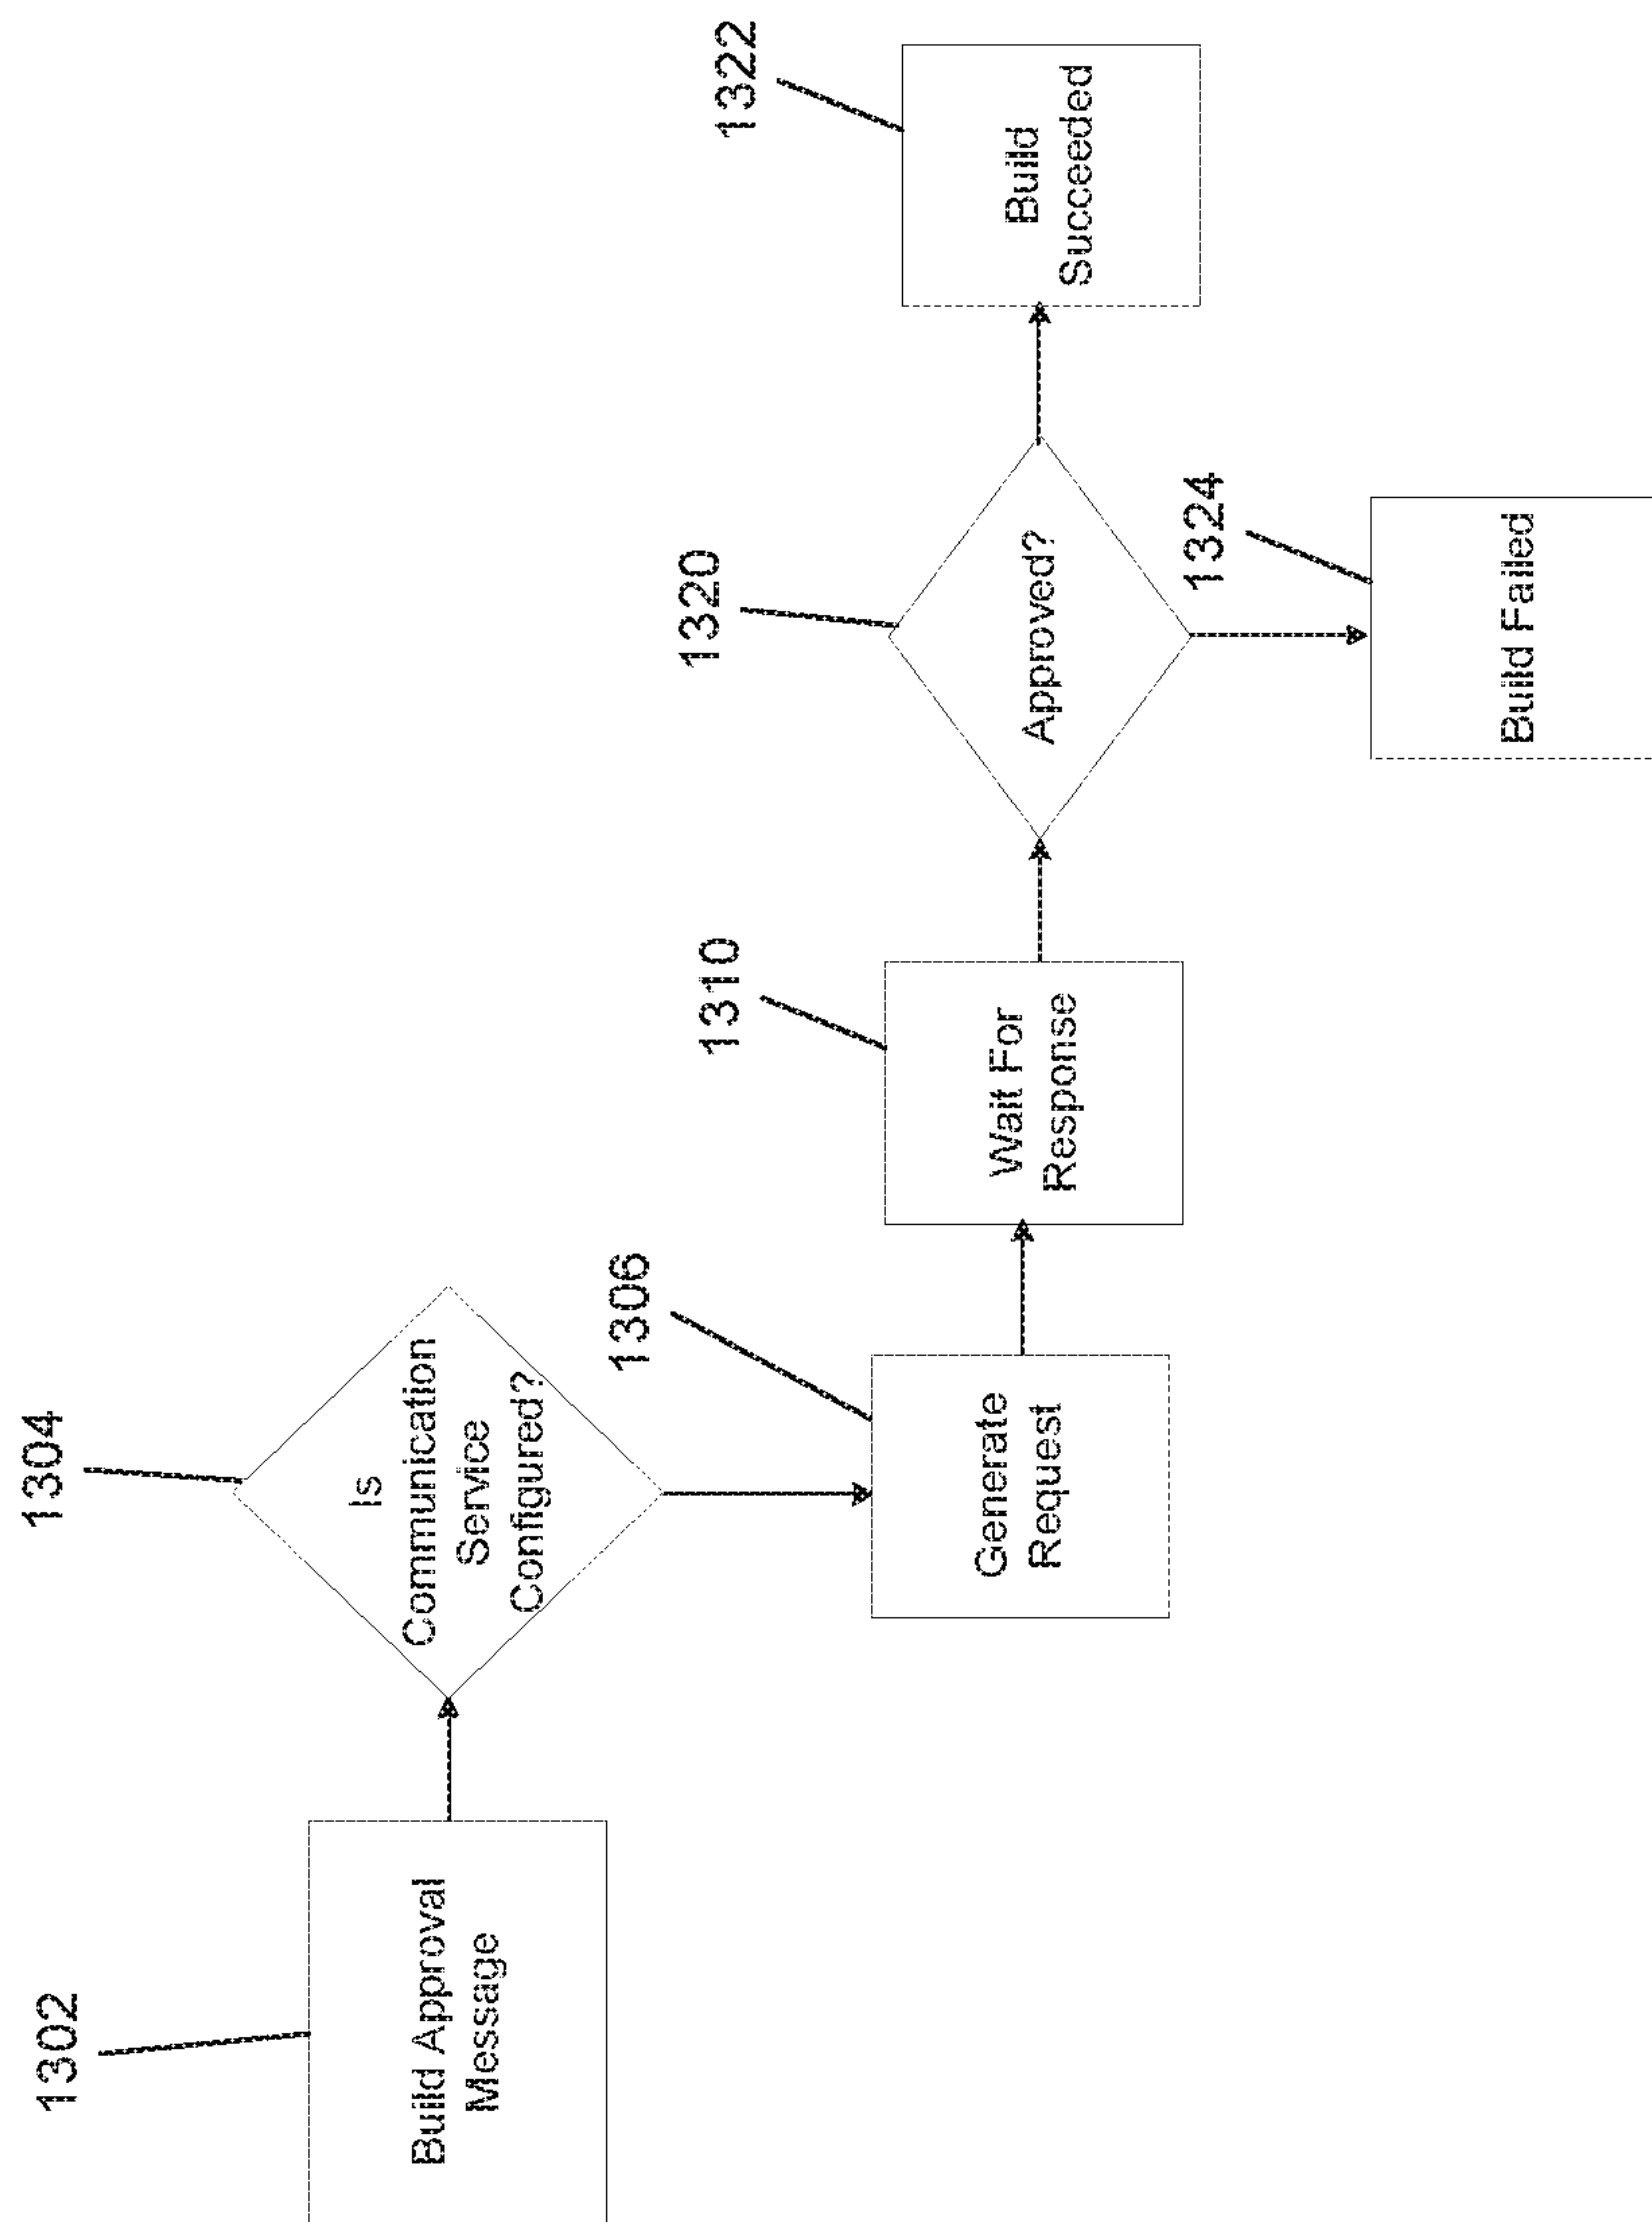 1302
Build Approval
Message
1304
Is
Communication
Service
Configured?
1306
Generate
Request
1310
Wait For
Response
1320
Approved?
1322
Build
Succeeded
1324
Build Failed